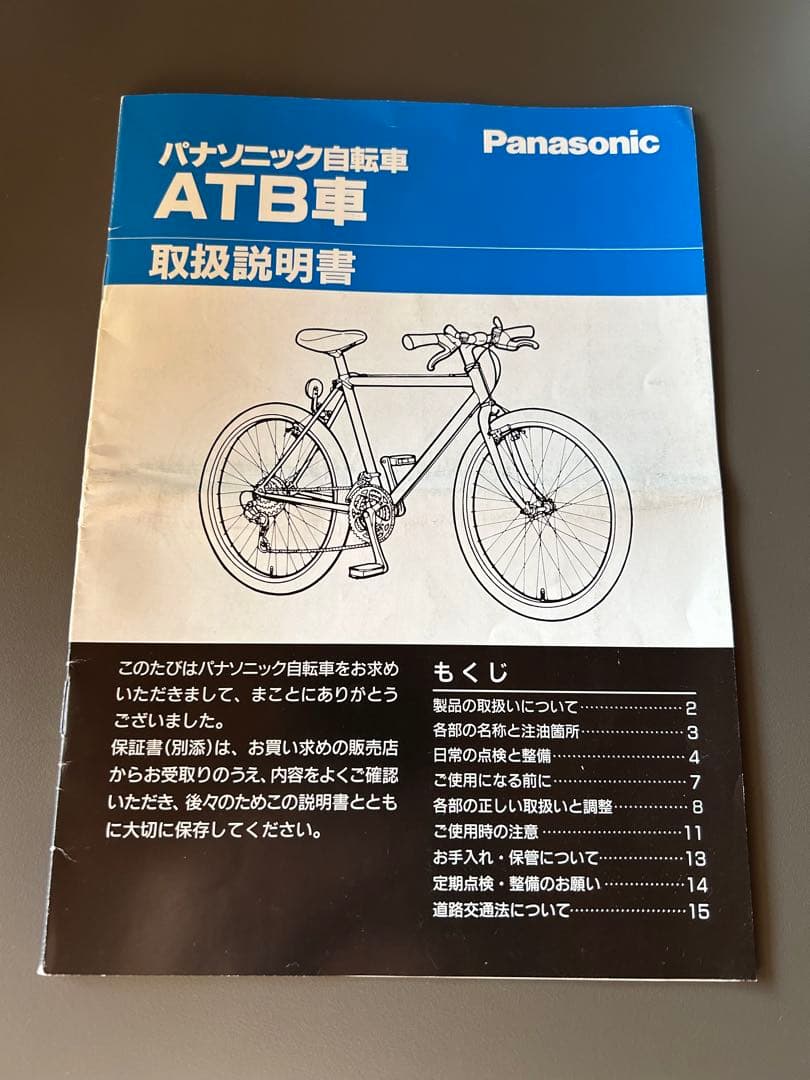 Panasonic
パナソニック自転車
ATB車
取扱説明書
このたびはパナソニック自転車をお求め
いただきまして、まことにありがとう
ございました。
保証書(別添)は、お買い求めの販売店
からお受取りのうえ、内容をよくご確認
いただき、後々のためこの説明書ととも
に大切に保存してください。
もくじ
製品の取扱いについて……………………2
各部の名称と注油箇所……………………3
日常の点検と整備…………………………4
ご使用になる前に…………………………7
各部の正しい取扱いと調整………………8
ご使用時の注意……………………………11
お手入れ・保管について…………………13
定期点検・整備のお願い…………………14
道路交通法について………………………15